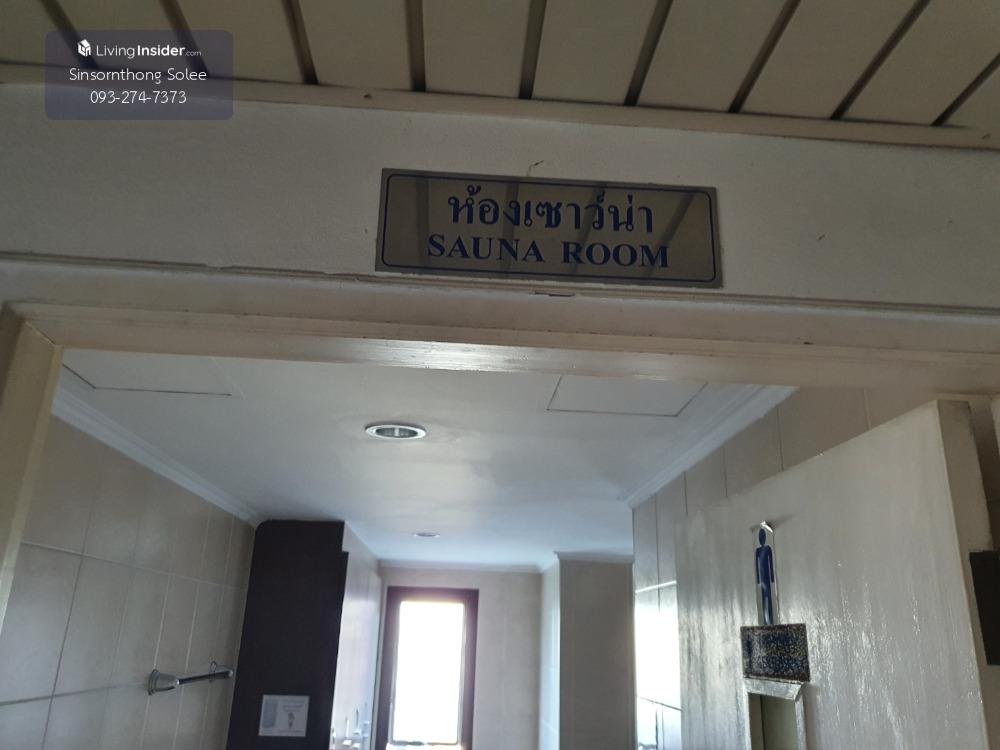 LivingInsider.com
Sinsornthong Solee
093-274-7373
ห้องเซาว์น่า
SAUNA ROOM